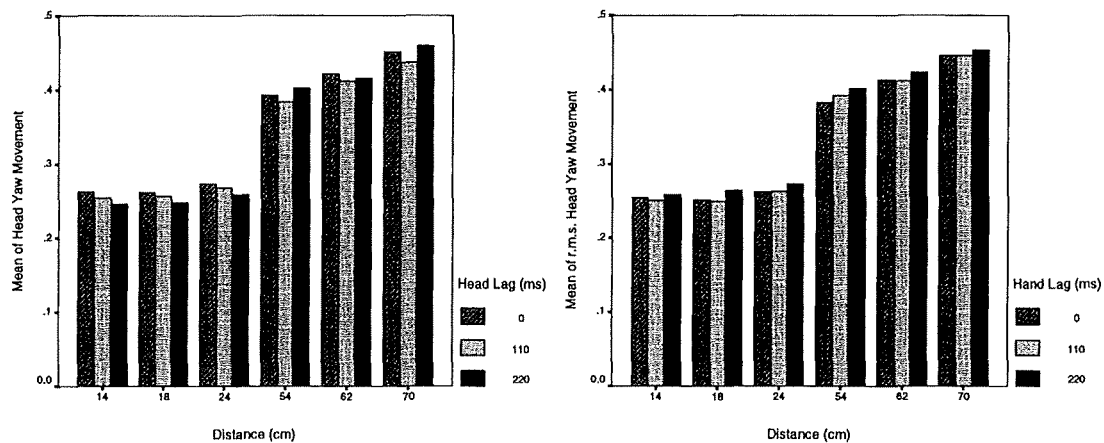 .5
.4
.3
.2
.1
0.0
Mean of Head Yaw Movement
14 18 24 54 62 70
Distance (cm)
Head Lag (ms)
0
110
220
.5
.4
.3
.2
.1
0.0
Mean of r.m.s. Head Yaw Movement
14 18 24 54 62 70
Distance (cm)
Hand Lag (ms)
0
110
220